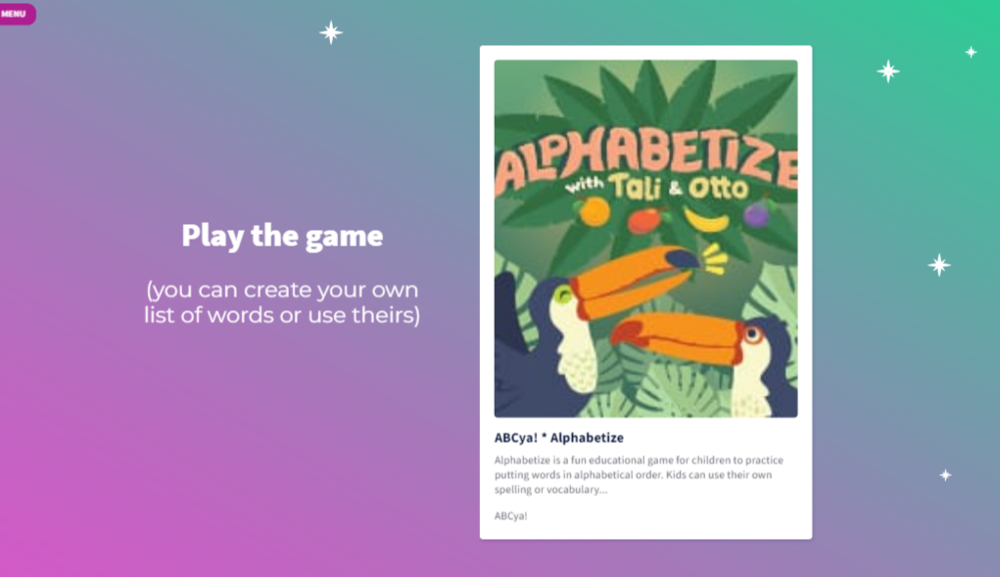 MENU
Play the game
(you can create your own
list of words or use theirs)
ALPHABETIZE
with Tali & Otto
ABCya! * Alphabetize
Alphabetize is a fun educational game for children to practice
putting words in alphabetical order. Kids can use their own
spelling or vocabulary...
ABCya!